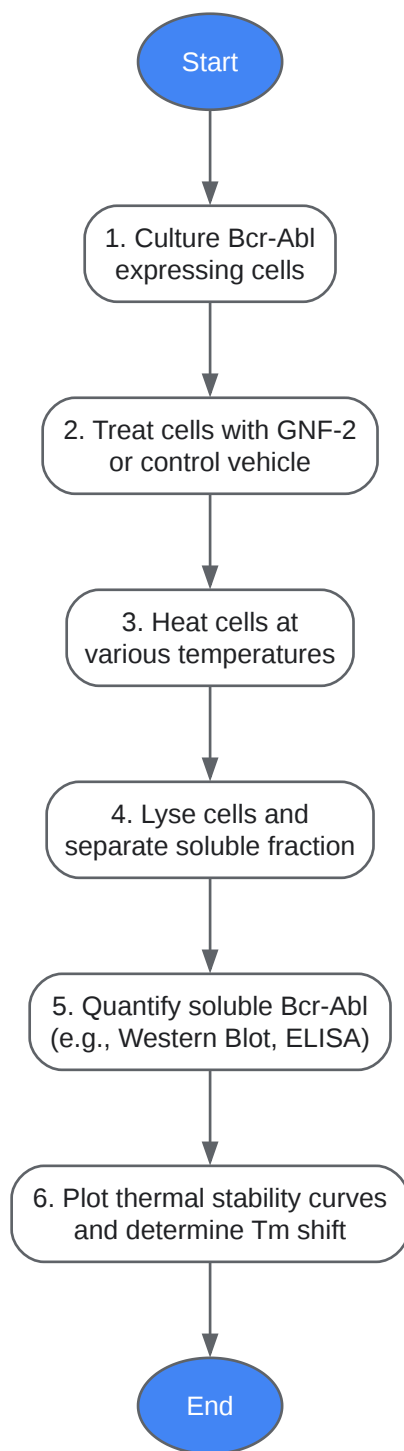 Start
1. Culture Bcr-Abl
expressing cells
2. Treat cells with GNF-2
or control vehicle
3. Heat cells at
various temperatures
4. Lyse cells and
separate soluble fraction
5. Quantify soluble Bcr-Abl
(e.g., Western Blot, ELISA)
6. Plot thermal stability curves
and determine Tm shift
End